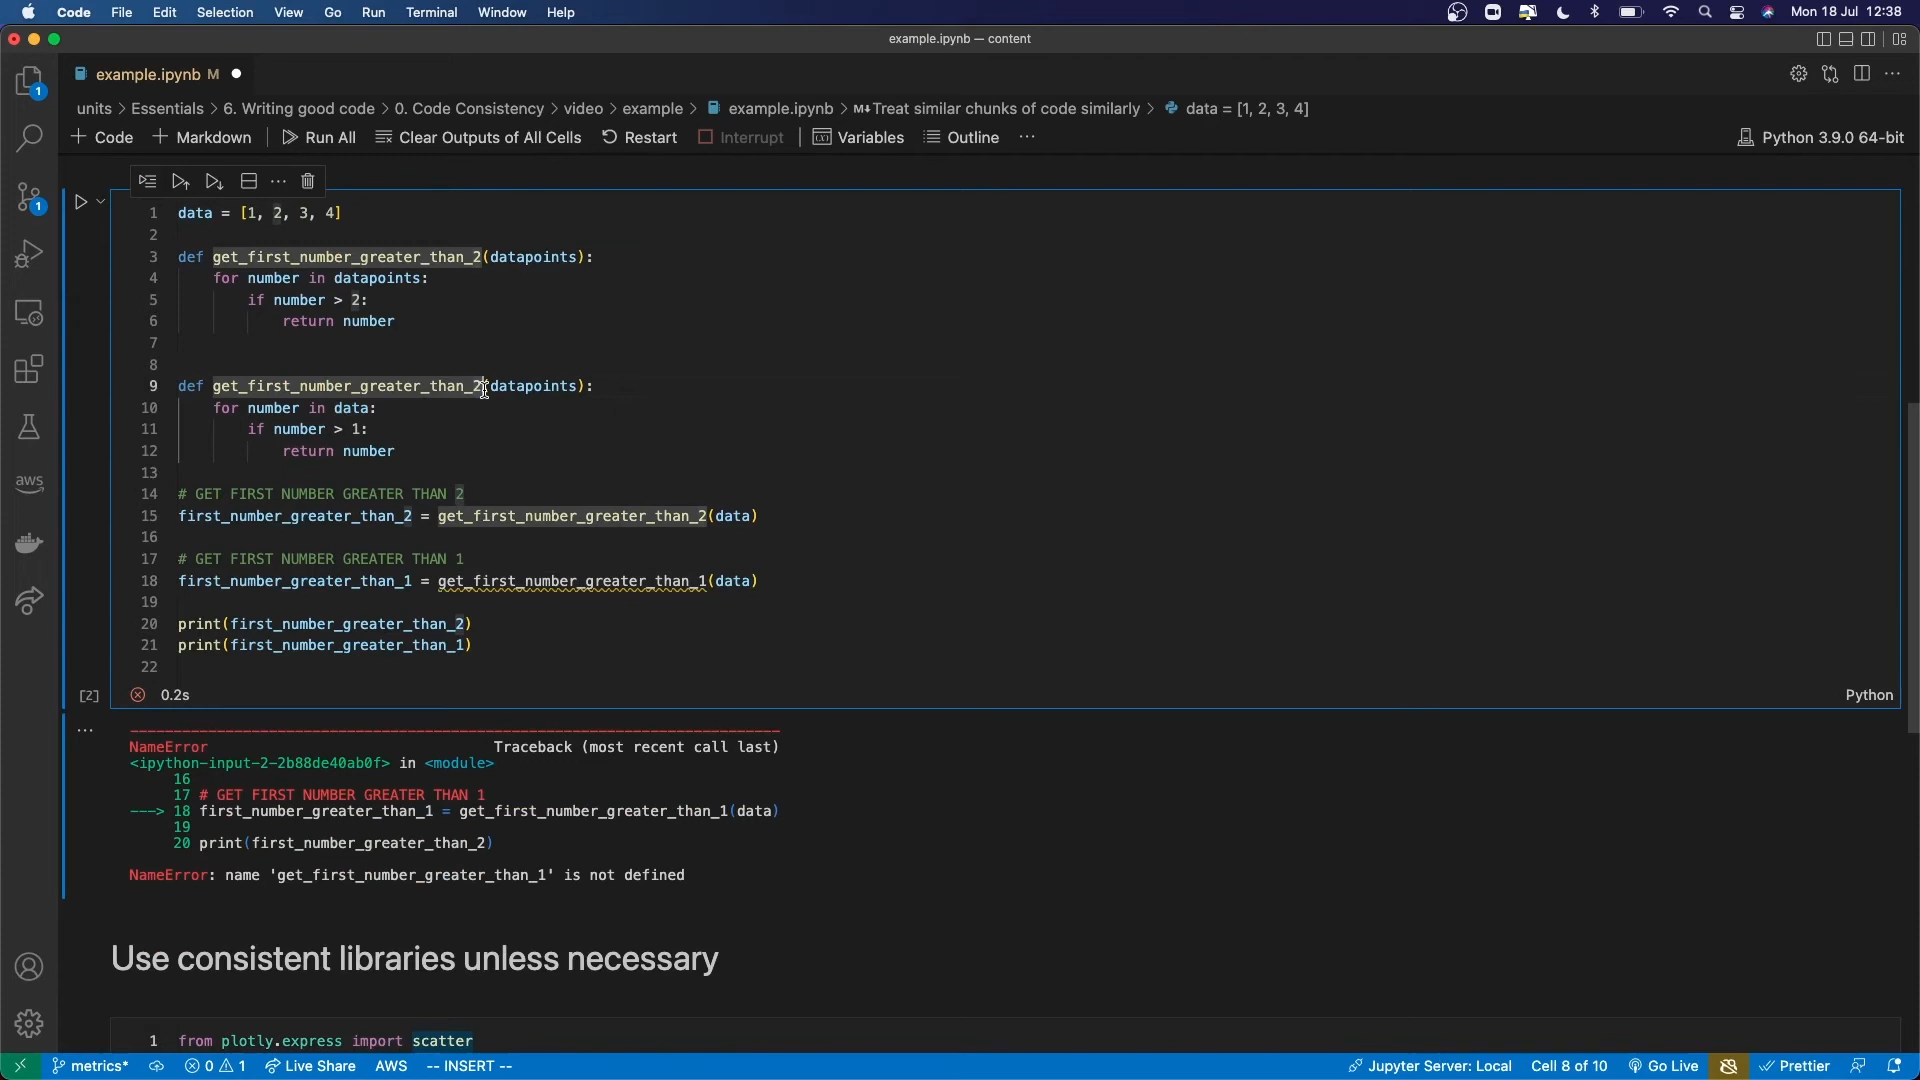 Code File Edit Selection View Go Run Terminal Window Help Mon 18 Jul 12:38
example.ipynb — content
example.ipynb M
units > Essentials > 6. Writing good code > 0. Code Consistency > video > example > example.ipynb > M↓Treat similar chunks of code similarly > data = [1, 2, 3, 4]
+ Code + Markdown Run All Clear Outputs of All Cells Restart Interrupt Variables Outline ··· Python 3.9.0 64-bit
1
1
aws
1 data = [1, 2, 3, 4]
2
3 def get_first_number_greater_than_2(datapoints):
4 for number in datapoints:
5 if number > 2:
6 return number
7
8
9 def get_first_number_greater_than_2(datapoints):
10 for number in data:
11 if number > 1:
12 return number
13
14 # GET FIRST NUMBER GREATER THAN 2
15 first_number_greater_than_2 = get_first_number_greater_than_2(data)
16
17 # GET FIRST NUMBER GREATER THAN 1
18 first_number_greater_than_1 = get_first_number_greater_than_1(data)
19
20 print(first_number_greater_than_2)
21 print(first_number_greater_than_1)
22
[2] 0.2s Python
---------------------------------------------------------------------------
NameError Traceback (most recent call last)
<ipython-input-2-2b88de40ab0f> in <module>
16
17 # GET FIRST NUMBER GREATER THAN 1
---> 18 first_number_greater_than_1 = get_first_number_greater_than_1(data)
19
20 print(first_number_greater_than_2)
NameError: name 'get_first_number_greater_than_1' is not defined
Use consistent libraries unless necessary
1 from plotly.express import scatter
metrics* 0 1 Live Share AWS -- INSERT -- Jupyter Server: Local Cell 8 of 10 Go Live Prettier